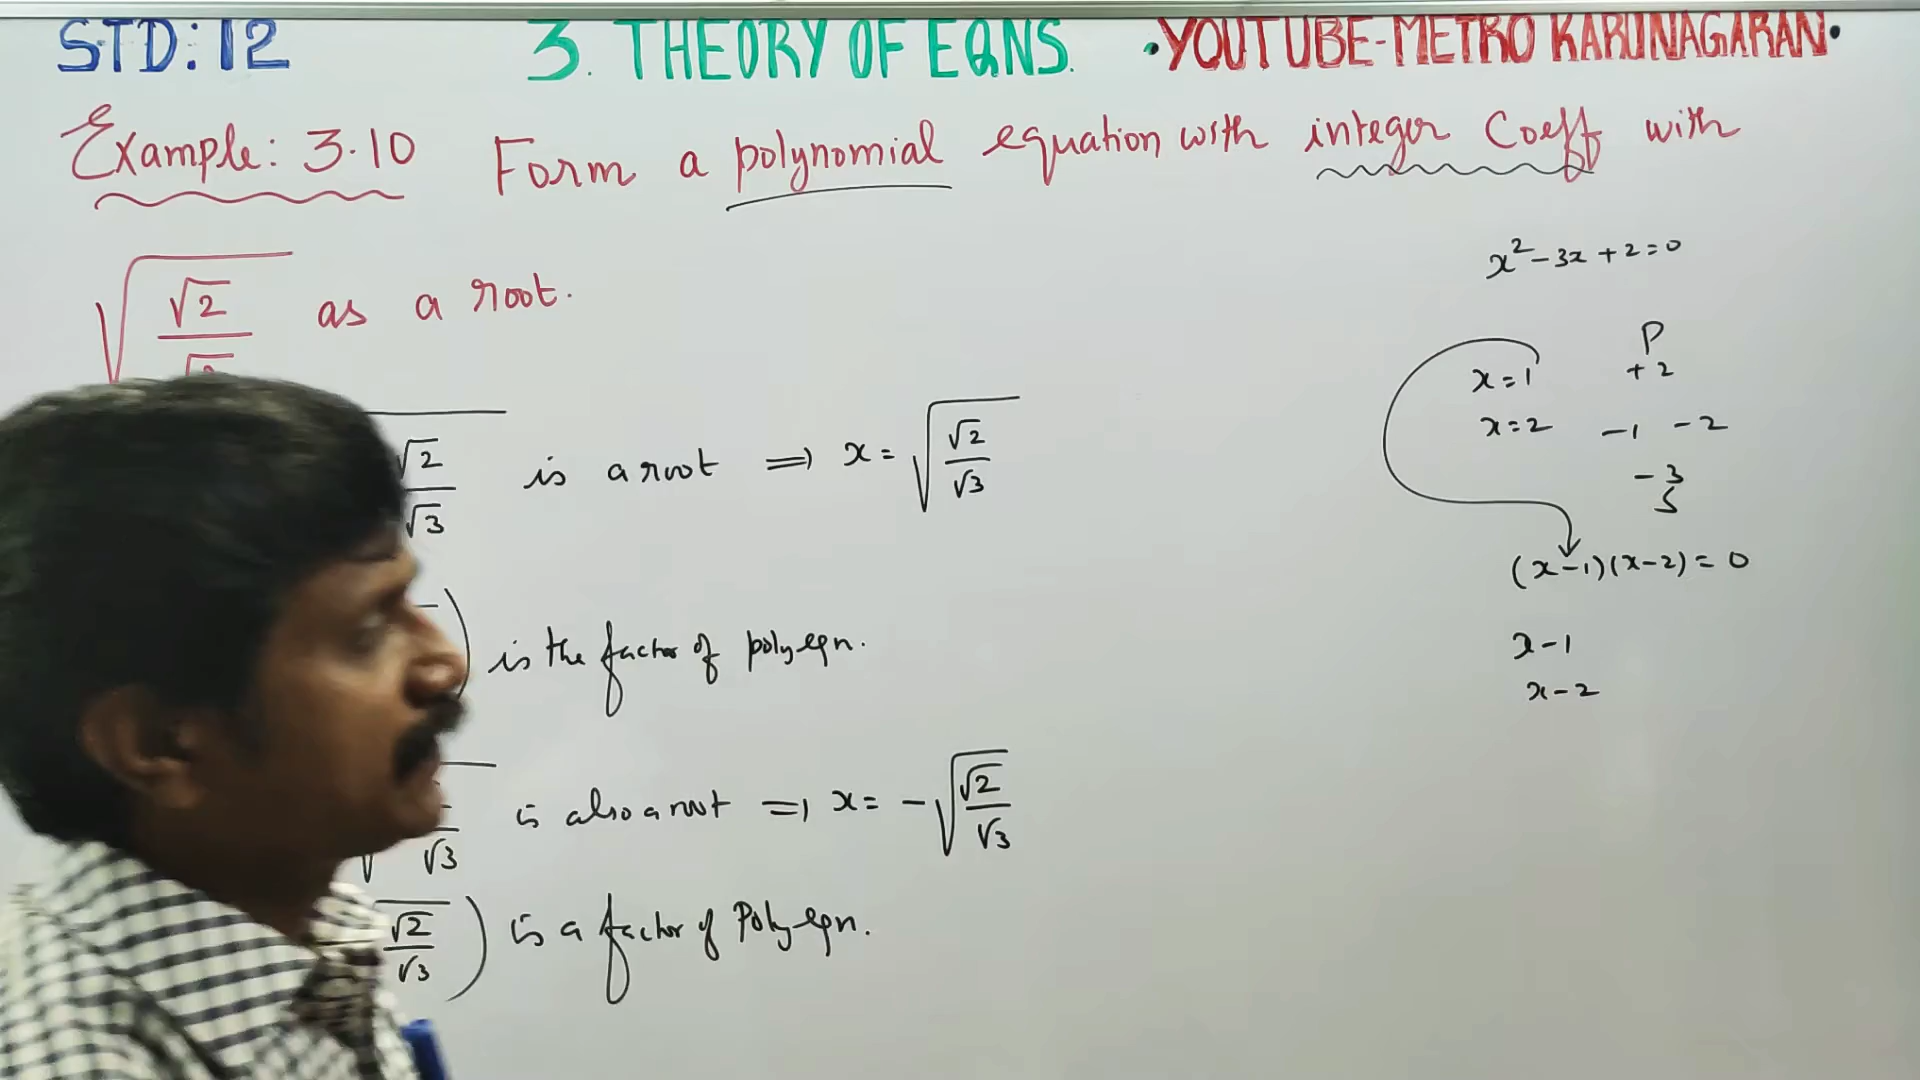 STD: 12 3. THEORY OF EQNS. •YOUTUBE-METRO KARUNAGARAN•
Example: 3.10 Form a polynomial equation with integer Coeff with
√(√2/√3) as a root.
√2/√3 is a root ⇒ x = √(√2/√3)
) is the factor of poly eqn.
√3 is also a root ⇒ x = -√(√2/√3)
√2/√3) is a factor of Poly eqn.
x² - 3x + 2 = 0
P
x = 1 + 2
x = 2 -1 -2
-3
S
(x-1)(x-2) = 0
x - 1
x - 2